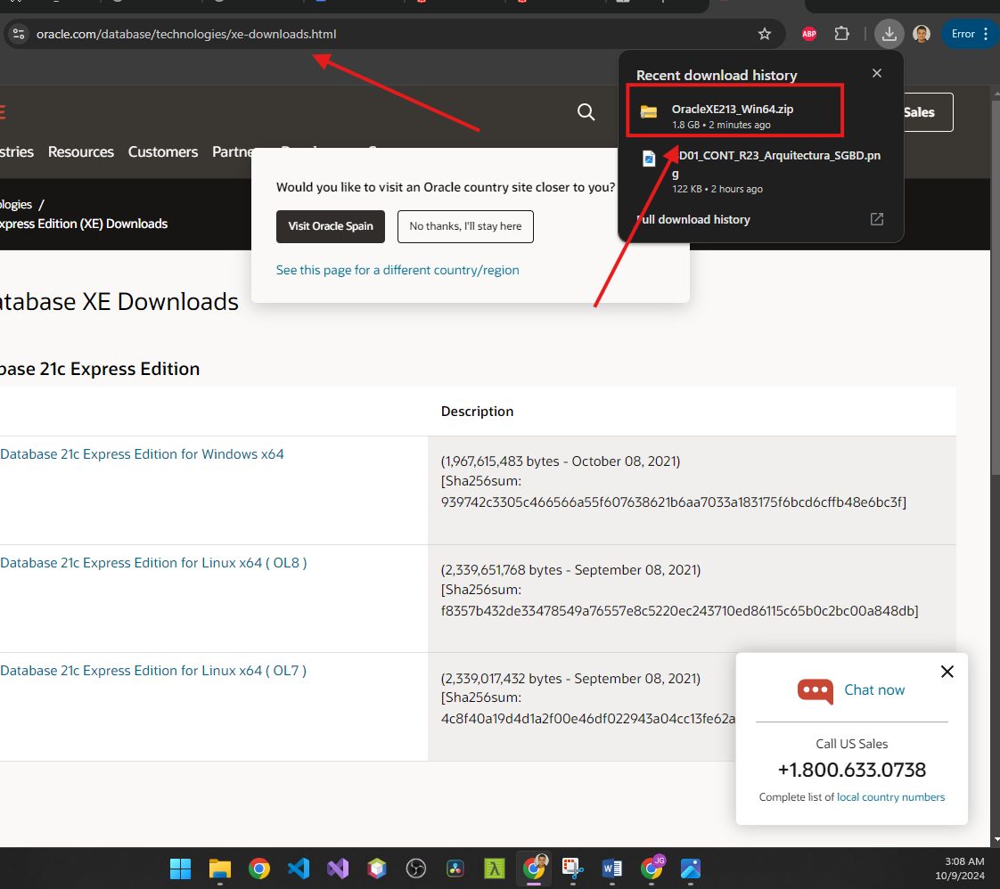 oracle.com/database/technologies/xe-downloads.html
ABP
Error
Recent download history
OracleXE213_Win64.zip
1.8 GB • 2 minutes ago
D01_CONT_R23_Arquitectura_SGBD.pn
g
122 KB • 2 hours ago
ull download history
Sales
stries Resources Customers Partne
Would you like to visit an Oracle country site closer to you?
Visit Oracle Spain
No thanks, I'll stay here
See this page for a different country/region
ologies /
xpress Edition (XE) Downloads
atabase XE Downloads
base 21c Express Edition
Description
Database 21c Express Edition for Windows x64
(1,967,615,483 bytes - October 08, 2021)
[Sha256sum:
939742c3305c466566a55f607638621b6aa7033a183175f6bcd6cffb48e6bc3f]
Database 21c Express Edition for Linux x64 ( OL8 )
(2,339,651,768 bytes - September 08, 2021)
[Sha256sum:
f8357b432de33478549a76557e8c5220ec243710ed86115c65b0c2bc00a848db]
Database 21c Express Edition for Linux x64 ( OL7 )
(2,339,017,432 bytes - September 08, 2021)
[Sha256sum:
4c8f40a19d4d1a2f00e46df022943a04cc13fe62a
Chat now
Call US Sales
+1.800.633.0738
Complete list of local country numbers
JG
3:08 AM
10/9/2024